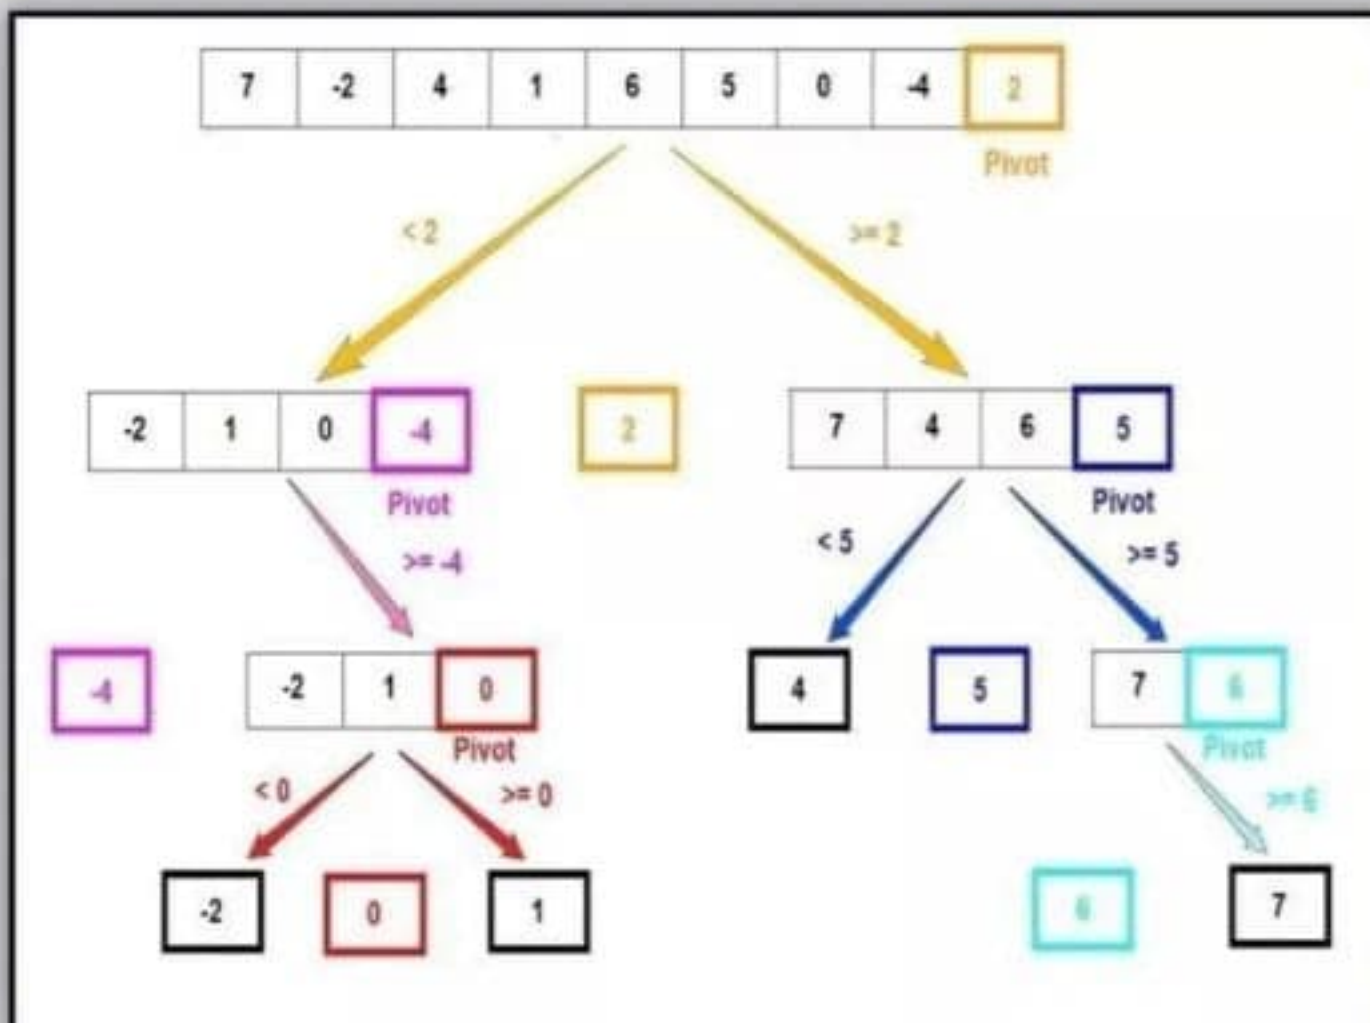 7 -2 4 1 6 5 0 -4 2
Pivot
< 2 >= 2
-2 1 0 -4 2 7 4 6 5
Pivot Pivot
>= -4 < 5 >= 5
-4 -2 1 0 4 5 7 6
Pivot Pivot
< 0 >= 0 >= 6
-2 0 1 6 7